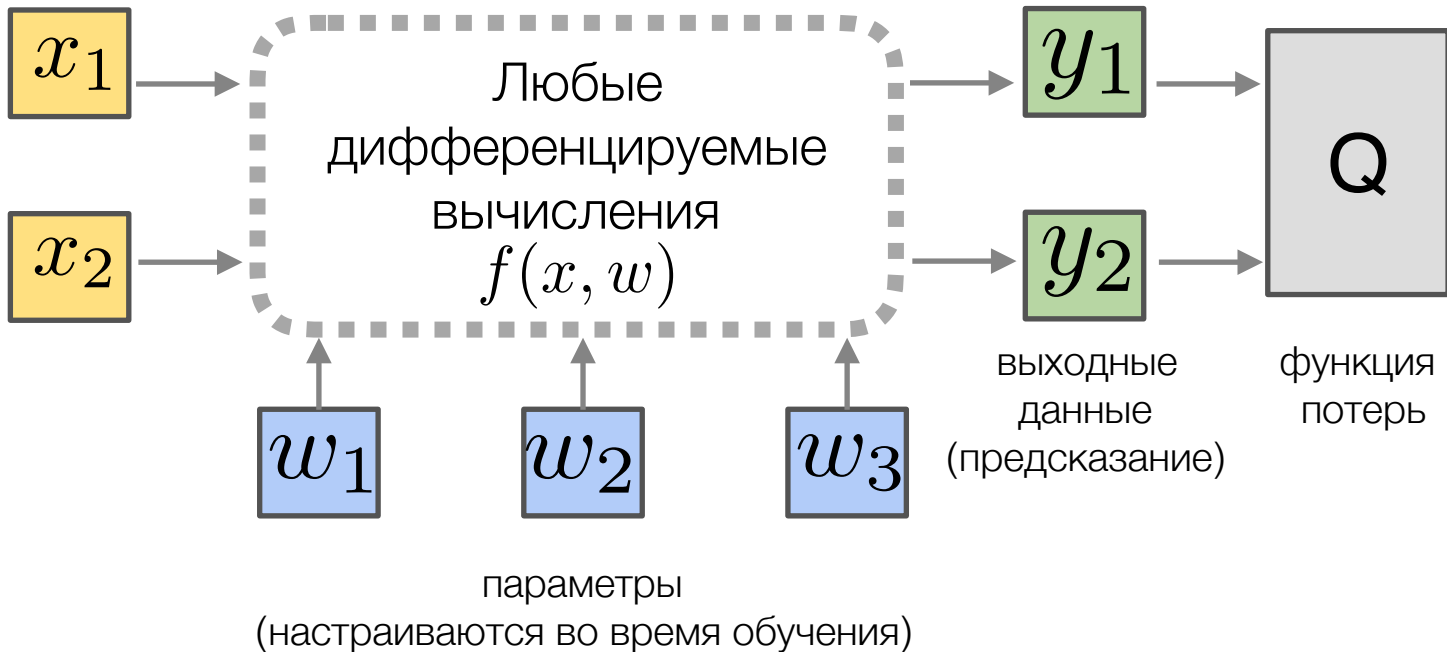 x₁
x₂
Любые
дифференцируемые
вычисления
f(x, w)
y₁
y₂
Q
w₁
w₂
w₃
выходные
данные
(предсказание)
функция
потерь
параметры
(настраиваются во время обучения)